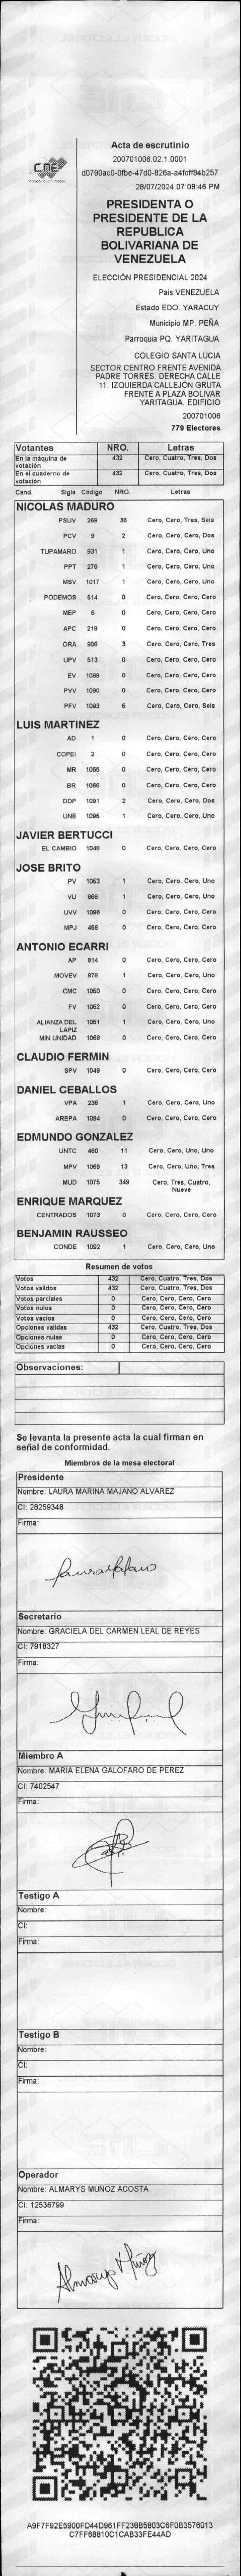 CNE
Acta de escrutinio
200701006.02.1.0001
d0790ac0-0fbe-47d0-826a-a4fcff84b257
28/07/2024 07:08:46 PM
PRESIDENTA O
PRESIDENTE DE LA
REPUBLICA
BOLIVARIANA DE
VENEZUELA
ELECCIÓN PRESIDENCIAL 2024
Pais VENEZUELA
Estado EDO. YARACUY
Municipio MP. PEÑA
Parroquia PQ. YARITAGUA
COLEGIO SANTA LUCIA
SECTOR CENTRO FRENTE AVENIDA
PADRE TORRES. DERECHA CALLE
11. IZQUIERDA CALLEJÓN GRUTA
FRENTE A PLAZA BOLIVAR
YARITAGUA. EDIFICIO
200701006
779 Electores
Votantes NRO. Letras
En la máquina de votación 432 Cero, Cuatro, Tres, Dos
En el cuaderno de votación 432 Cero, Cuatro, Tres, Dos
Cand. Sigla Código NRO. Letras
NICOLAS MADURO
PSUV 269 36 Cero, Cero, Tres, Seis
PCV 9 2 Cero, Cero, Cero, Dos
TUPAMARO 931 1 Cero, Cero, Cero, Uno
PPT 276 1 Cero, Cero, Cero, Uno
MSV 1017 1 Cero, Cero, Cero, Uno
PODEMOS 514 0 Cero, Cero, Cero, Cero
MEP 6 0 Cero, Cero, Cero, Cero
APC 219 0 Cero, Cero, Cero, Cero
ORA 906 3 Cero, Cero, Cero, Tres
UPV 513 0 Cero, Cero, Cero, Cero
EV 1089 0 Cero, Cero, Cero, Cero
PVV 1090 0 Cero, Cero, Cero, Cero
PFV 1093 6 Cero, Cero, Cero, Seis
LUIS MARTINEZ
AD 1 0 Cero, Cero, Cero, Cero
COPEI 2 0 Cero, Cero, Cero, Cero
MR 1065 0 Cero, Cero, Cero, Cero
BR 1066 0 Cero, Cero, Cero, Cero
DDP 1091 2 Cero, Cero, Cero, Dos
UNE 1095 1 Cero, Cero, Cero, Uno
JAVIER BERTUCCI
EL CAMBIO 1048 0 Cero, Cero, Cero, Cero
JOSE BRITO
PV 1053 1 Cero, Cero, Cero, Uno
VU 868 1 Cero, Cero, Cero, Uno
UVV 1096 0 Cero, Cero, Cero, Cero
MPJ 458 0 Cero, Cero, Cero, Cero
ANTONIO ECARRI
AP 614 0 Cero, Cero, Cero, Cero
MOVEV 878 1 Cero, Cero, Cero, Uno
CMC 1050 0 Cero, Cero, Cero, Cero
FV 1062 0 Cero, Cero, Cero, Cero
ALIANZA DEL LAPIZ 1051 1 Cero, Cero, Cero, Uno
MIN UNIDAD 1068 0 Cero, Cero, Cero, Cero
CLAUDIO FERMIN
SPV 1049 0 Cero, Cero, Cero, Cero
DANIEL CEBALLOS
VPA 236 1 Cero, Cero, Cero, Uno
AREPA 1094 0 Cero, Cero, Cero, Cero
EDMUNDO GONZALEZ
UNTC 460 11 Cero, Cero, Uno, Uno
MPV 1069 13 Cero, Cero, Uno, Tres
MUD 1075 349 Cero, Tres, Cuatro, Nueve
ENRIQUE MARQUEZ
CENTRADOS 1073 0 Cero, Cero, Cero, Cero
BENJAMIN RAUSSEO
CONDE 1092 1 Cero, Cero, Cero, Uno
Resumen de votos
Votos 432 Cero, Cuatro, Tres, Dos
Votos validos 432 Cero, Cuatro, Tres, Dos
Votos parciales 0 Cero, Cero, Cero, Cero
Votos nulos 0 Cero, Cero, Cero, Cero
Votos vacios 0 Cero, Cero, Cero, Cero
Opciones validas 432 Cero, Cuatro, Tres, Dos
Opciones nulas 0 Cero, Cero, Cero, Cero
Opciones vacias 0 Cero, Cero, Cero, Cero
Observaciones:
Se levanta la presente acta la cual firman en
señal de conformidad.
Miembros de la mesa electoral
Presidente
Nombre: LAURA MARINA MAJANO ALVAREZ
CI: 28259348
Firma:
Secretario
Nombre: GRACIELA DEL CARMEN LEAL DE REYES
CI: 7918327
Firma:
Miembro A
Nombre: MARIA ELENA GALOFARO DE PEREZ
CI: 7402547
Firma:
Testigo A
Nombre:
CI:
Firma:
Testigo B
Nombre:
CI:
Firma:
Operador
Nombre: ALMARYS MUÑOZ ACOSTA
CI: 12536799
Firma:
Almarys Muñoz
A9F7F92E5900FD44D961FF238B5803C6F0B3576013
C7FF68810C1CAB33FE44AD